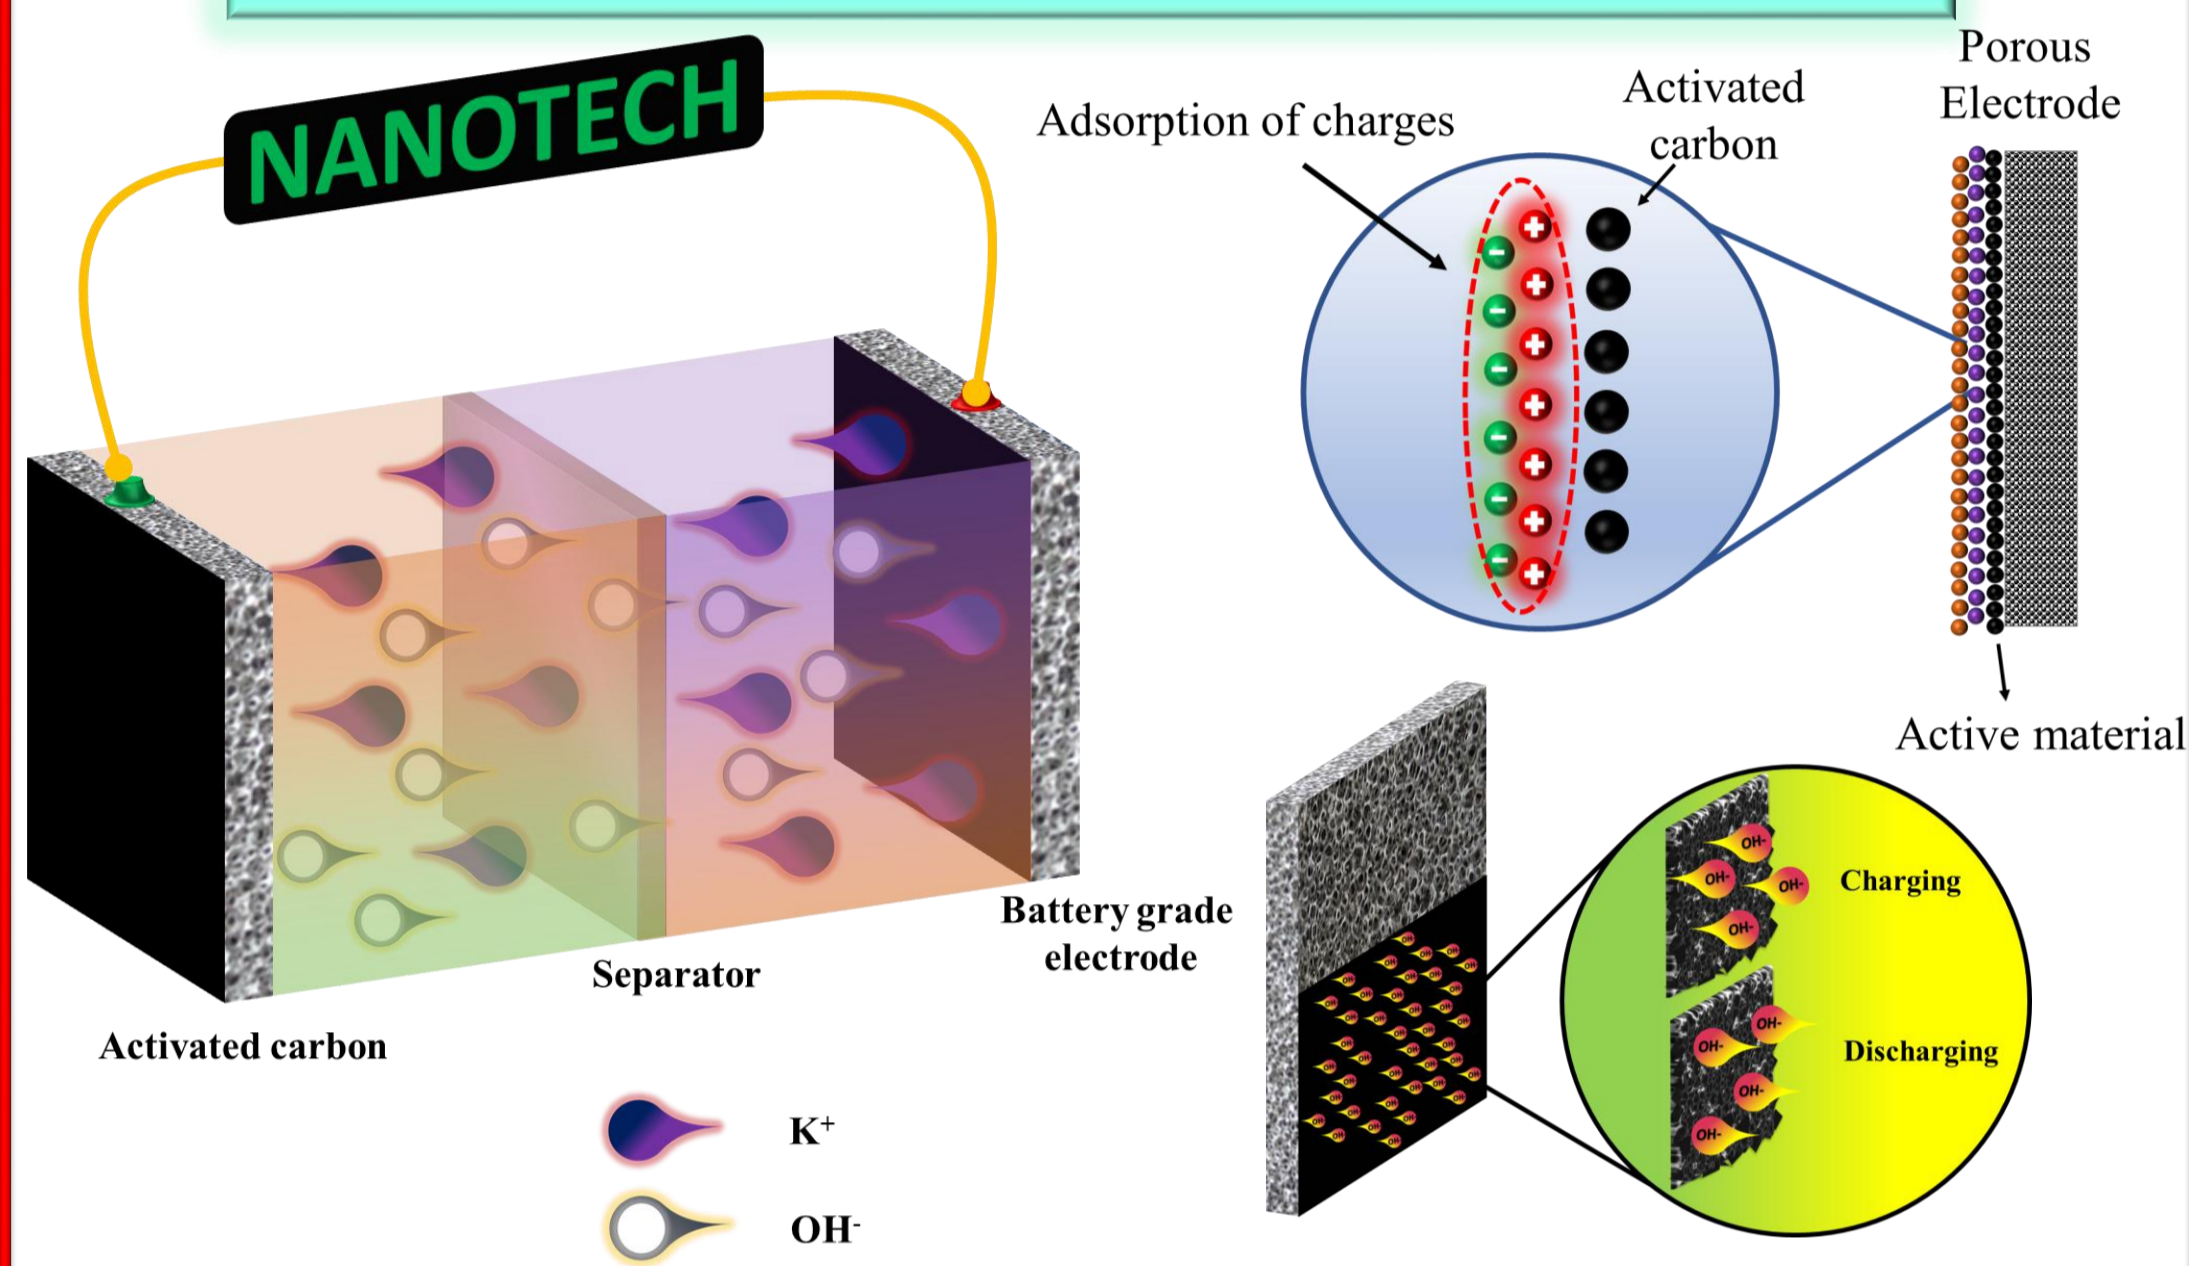 NANOTECH
Adsorption of charges
Activated
carbon
Porous
Electrode
Active material
Battery grade
electrode
Separator
Activated carbon
K⁺
OH⁻
OH-
OH-
OH-
OH-
Charging
OH-
OH-
OH-
OH-
Discharging